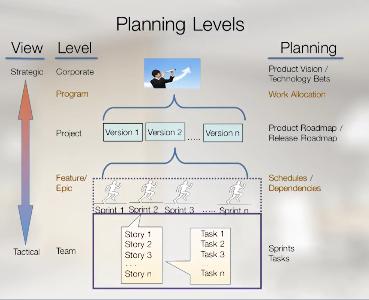 Planning Levels
View Level Planning
Strategic Corporate Product Vision /
Technology Bets
Program Work Allocation
Project Version 1 Version 2 ..... Version n Product Roadmap /
Release Roadmap
Feature/ Schedules /
Epic Dependencies
Sprint 1 Sprint 2 Sprint 3 ..... Sprint n
Tactical Team Sprints
Tasks
Story 1
Story 2
Story 3
. . .
Story n
Task 1
Task 2
Task 3
Task n